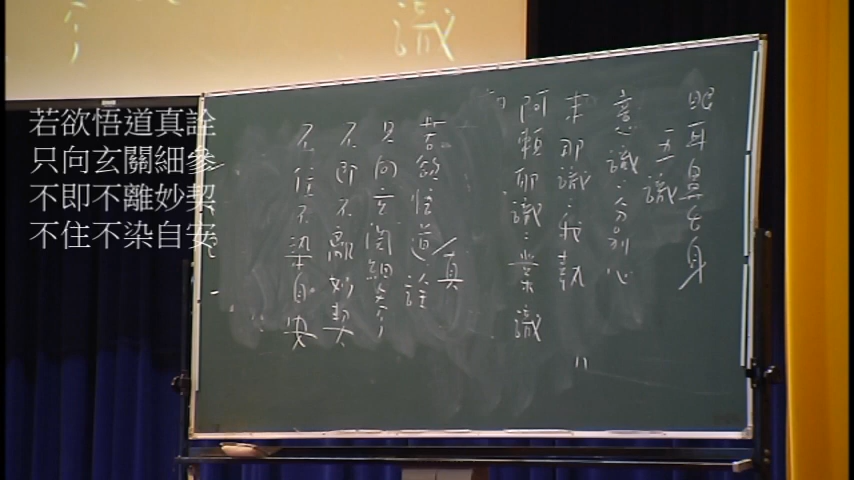 識
若欲悟道真詮
只向玄關細參
不即不離妙契
不住不染自安
眼耳鼻舌身
五識
意識:分別心
末那識:我執
阿賴耶識:業識
若欲悟道真詮
只向玄關細參
不即不離妙契
不住不染自安